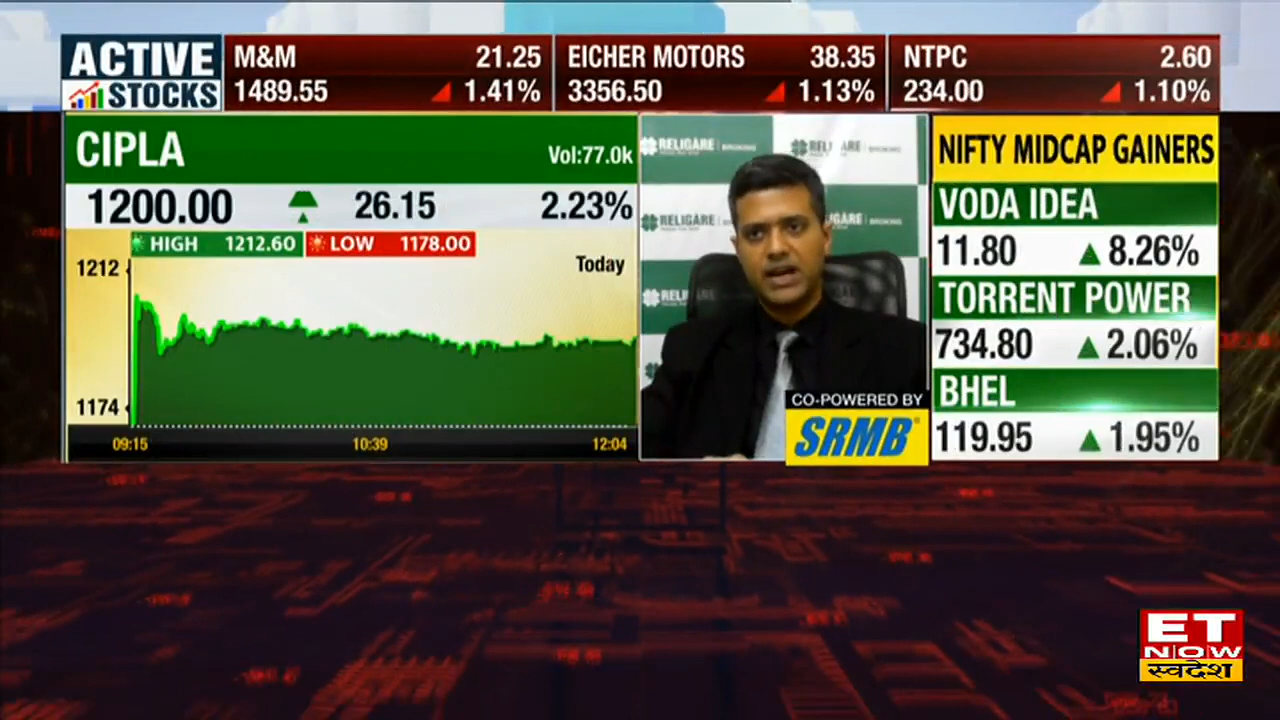 ACTIVE
STOCKS
M&M 21.25
1489.55 1.41%
EICHER MOTORS 38.35
3356.50 1.13%
NTPC 2.60
234.00 1.10%
CIPLA Vol:77.0k
1200.00 26.15 2.23%
HIGH 1212.60 LOW 1178.00
Today
1212
1174
09:15 10:39 12:04
RELIGARE BROKING
RELIGARE
RELIGARE
BROKING
CO-POWERED BY
SRMB
NIFTY MIDCAP GAINERS
VODA IDEA
11.80 8.26%
TORRENT POWER
734.80 2.06%
BHEL
119.95 1.95%
ET
NOW
स्वदेश